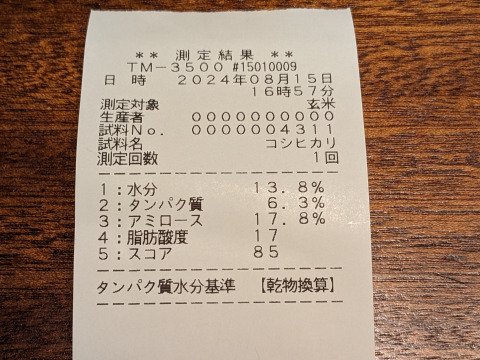 ** 測定結果 **
TM-3500 #15010009
日 時 2024年08月15日
16時57分
測定対象 玄米
生産者 0000000000
試料No. 0000004311
試料名 コシヒカリ
測定回数 1回
1:水分 13.8%
2:タンパク質 6.3%
3:アミロース 17.8%
4:脂肪酸度 17
5:スコア 85
タンパク質水分基準 【乾物換算】